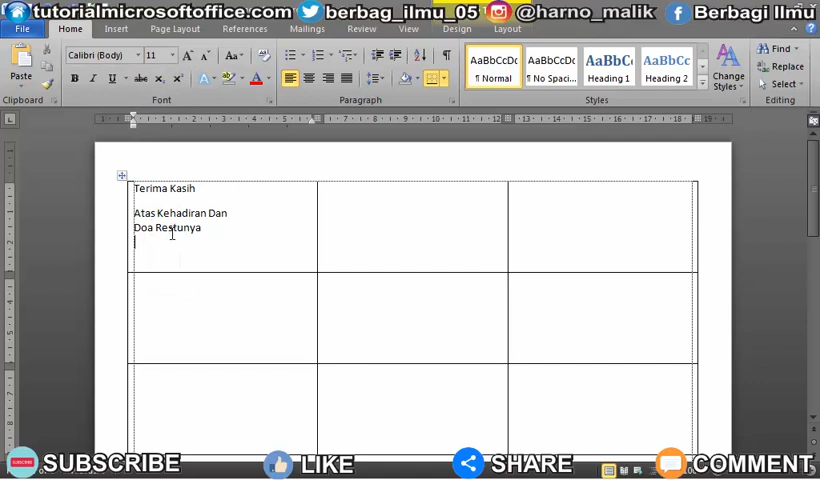 tutorialmicrosoftoffice.com berbag_ilmu_05 @harno_malik Berbagi Ilmu
File Home Insert Page Layout References Mailings Review View Design Layout
Calibri (Body) 11
AaBbCcDc AaBbCcDc AaBbC AaBbCc
Paste
¶ Normal ¶ No Spaci... Heading 1 Heading 2
Change Styles
Find
Replace
Select
Clipboard Font Paragraph Styles Editing
Terima Kasih
Atas Kehadiran Dan
Doa Restunya
SUBSCRIBE LIKE SHARE COMMENT